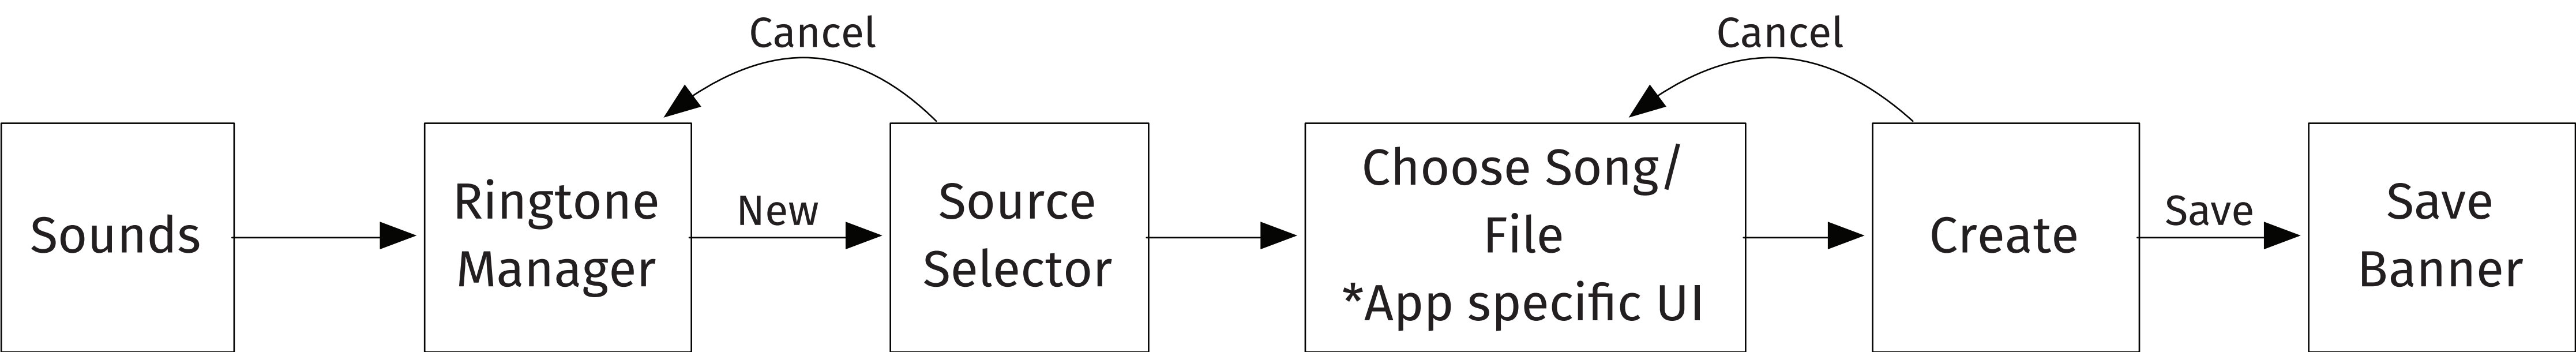 Cancel
Cancel
Sounds
Ringtone
Manager
New
Source
Selector
Choose Song/
File
*App specific UI
Create
Save
Save
Banner